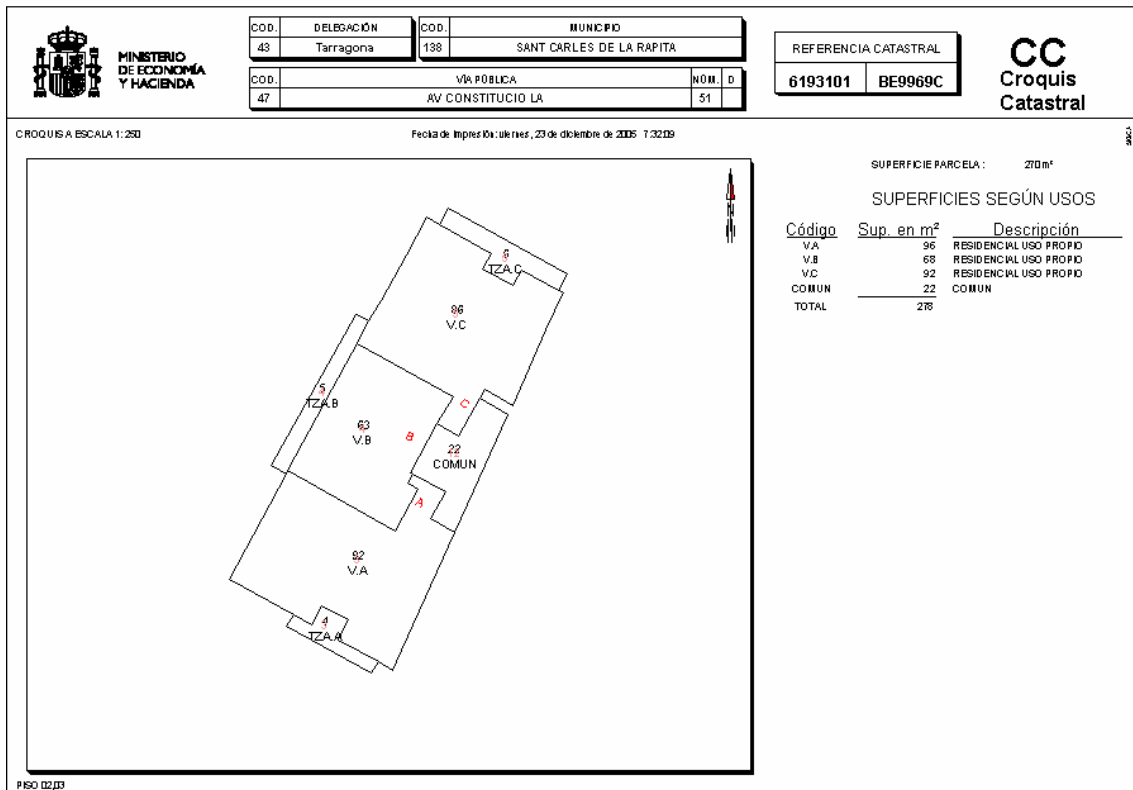 MINISTERIO
DE ECONOMÍA
Y HACIENDA
COD. DELEGACIÓN COD. MUNICIPIO
43 Tarragona 138 SANT CARLES DE LA RAPITA
COD. VÍA PÚBLICA NÚM. D
47 AV CONSTITUCIO LA 51
REFERENCIA CATASTRAL
6193101 BE9969C
CC
Croquis
Catastral
CROQUIS A ESCALA 1:250
Fecha de impresión: viernes, 23 de diciembre de 2005 7:32:09
N
SUPERFICIE PARCELA : 270 m²
SUPERFICIES SEGÚN USOS
Código Sup. en m² Descripción
V.A 96 RESIDENCIAL USO PROPIO
V.B 68 RESIDENCIAL USO PROPIO
V.C 92 RESIDENCIAL USO PROPIO
COMUN 22 COMUN
TOTAL 278
6
TZA.C
86
V.C
5
TZA.B
C
63
V.B
B
22
COMUN
A
92
V.A
4
TZA.A
PISO 02,03